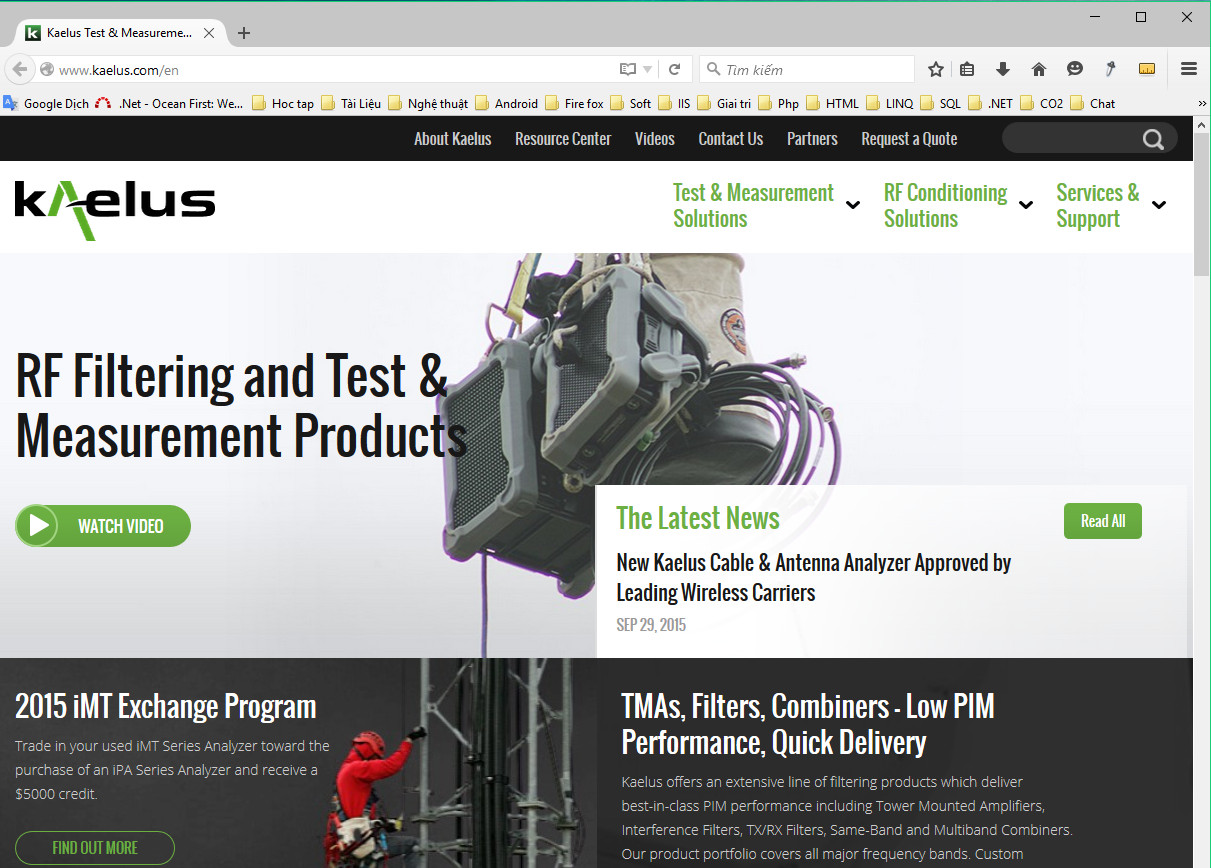 Kaelus Test & Measureme...
www.kaelus.com/en
Tìm kiếm
Google Dịch .Net - Ocean First: We... Hoc tap Tài Liệu Nghệ thuật Android Fire fox Soft IIS Giai tri Php HTML LINQ SQL .NET CO2 Chat
About Kaelus Resource Center Videos Contact Us Partners Request a Quote
kaelus
Test & Measurement
Solutions
RF Conditioning
Solutions
Services &
Support
RF Filtering and Test &
Measurement Products
WATCH VIDEO
The Latest News
Read All
New Kaelus Cable & Antenna Analyzer Approved by
Leading Wireless Carriers
SEP 29, 2015
2015 iMT Exchange Program
Trade in your used iMT Series Analyzer toward the
purchase of an iPA Series Analyzer and receive a
$5000 credit.
FIND OUT MORE
TMAs, Filters, Combiners - Low PIM
Performance, Quick Delivery
Kaelus offers an extensive line of filtering products which deliver
best-in-class PIM performance including Tower Mounted Amplifiers,
Interference Filters, TX/RX Filters, Same-Band and Multiband Combiners.
Our product portfolio covers all major frequency bands. Custom